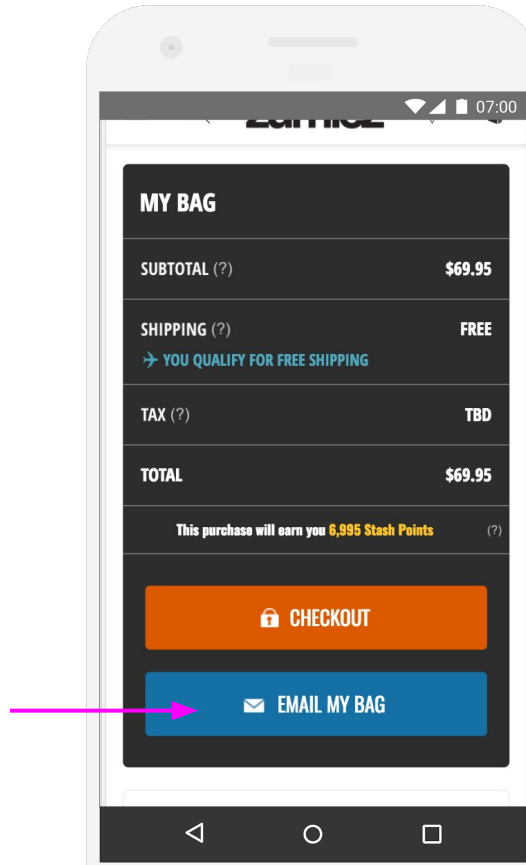 07:00
MY BAG
SUBTOTAL (?) $69.95
SHIPPING (?) FREE
YOU QUALIFY FOR FREE SHIPPING
TAX (?) TBD
TOTAL $69.95
This purchase will earn you 6,995 Stash Points (?)
CHECKOUT
EMAIL MY BAG